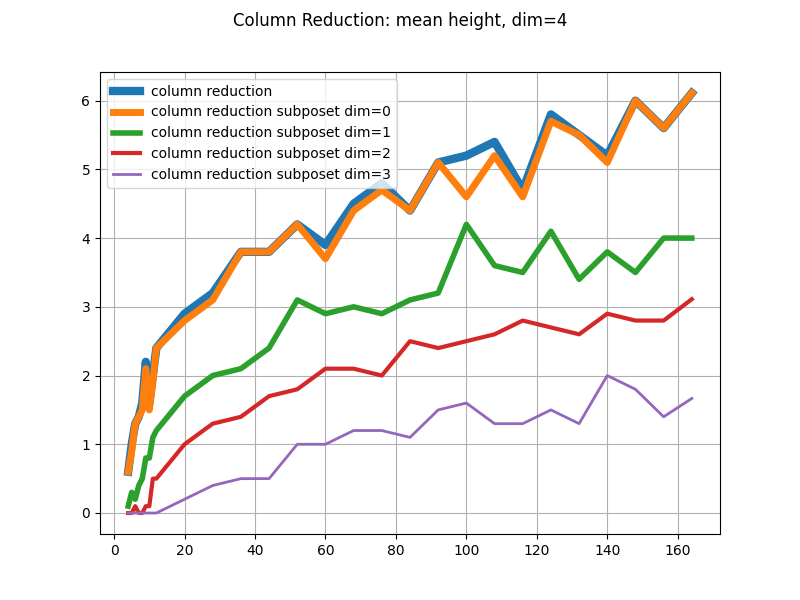 Column Reduction: mean height, dim=4
column reduction
column reduction subposet dim=0
column reduction subposet dim=1
column reduction subposet dim=2
column reduction subposet dim=3
6
5
4
3
2
1
0
0 20 40 60 80 100 120 140 160